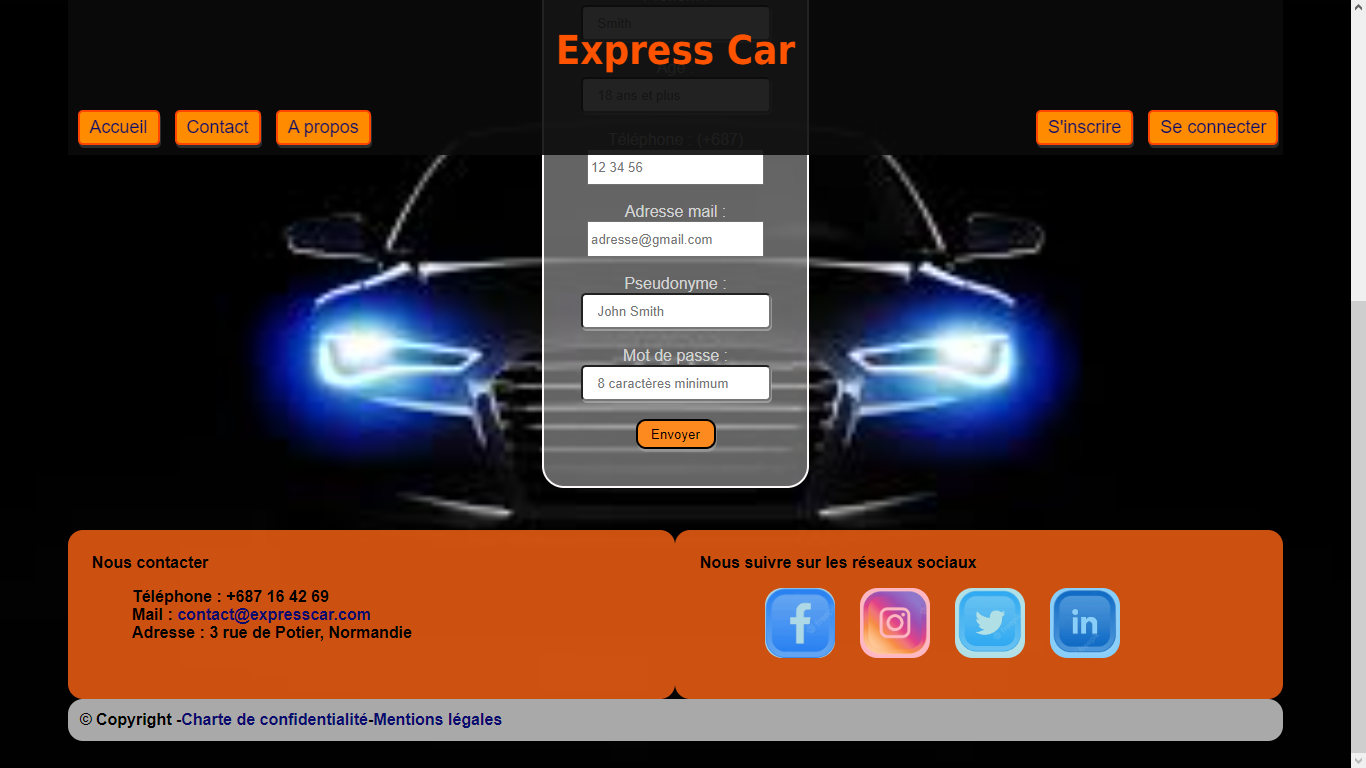 Smith
Express Car
Age :
18 ans et plus
Accueil
Contact
A propos
S'inscrire
Se connecter
Téléphone : (+687)
12 34 56
Adresse mail :
adresse@gmail.com
Pseudonyme :
John Smith
Mot de passe :
8 caractères minimum
Envoyer
Nous contacter
Téléphone : +687 16 42 69
Mail : contact@expresscar.com
Adresse : 3 rue de Potier, Normandie
Nous suivre sur les réseaux sociaux
f
in
© Copyright -Charte de confidentialité-Mentions légales